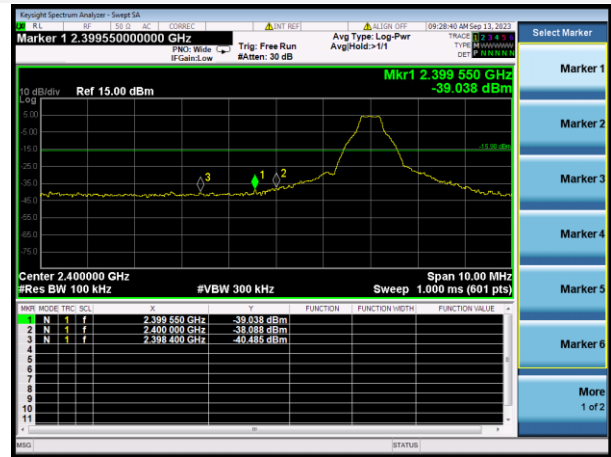 Keysight Spectrum Analyzer - Swept SA
RL RF 50 Ω AC CORREC INT REF ALIGN OFF 09:28:40 AM Sep 13, 2023
Marker 1 2.399550000000 GHz
PNO: Wide
IFGain:Low
Trig: Free Run
#Atten: 30 dB
Avg Type: Log-Pwr
Avg|Hold:>1/1
TRACE 1 2 3 4 5 6
TYPE MWWWWW
DET P NNNNN
Select Marker
Mkr1 2.399 550 GHz
-39.038 dBm
10 dB/div Ref 15.00 dBm
Log
5.00
-5.00
-15.0
-15.90 dBm
-25.0
-35.0
-45.0
-55.0
-65.0
-75.0
3
1
2
Center 2.400000 GHz
Span 10.00 MHz
#Res BW 100 kHz #VBW 300 kHz Sweep 1.000 ms (601 pts)
MKR MODE TRC SCL X Y FUNCTION FUNCTION WIDTH FUNCTION VALUE
1 N 1 f 2.399 550 GHz -39.038 dBm
2 N 1 f 2.400 000 GHz -38.088 dBm
3 N 1 f 2.398 400 GHz -40.485 dBm
4
5
6
7
8
9
10
11
MSG STATUS
Marker 1
Marker 2
Marker 3
Marker 4
Marker 5
Marker 6
More
1 of 2